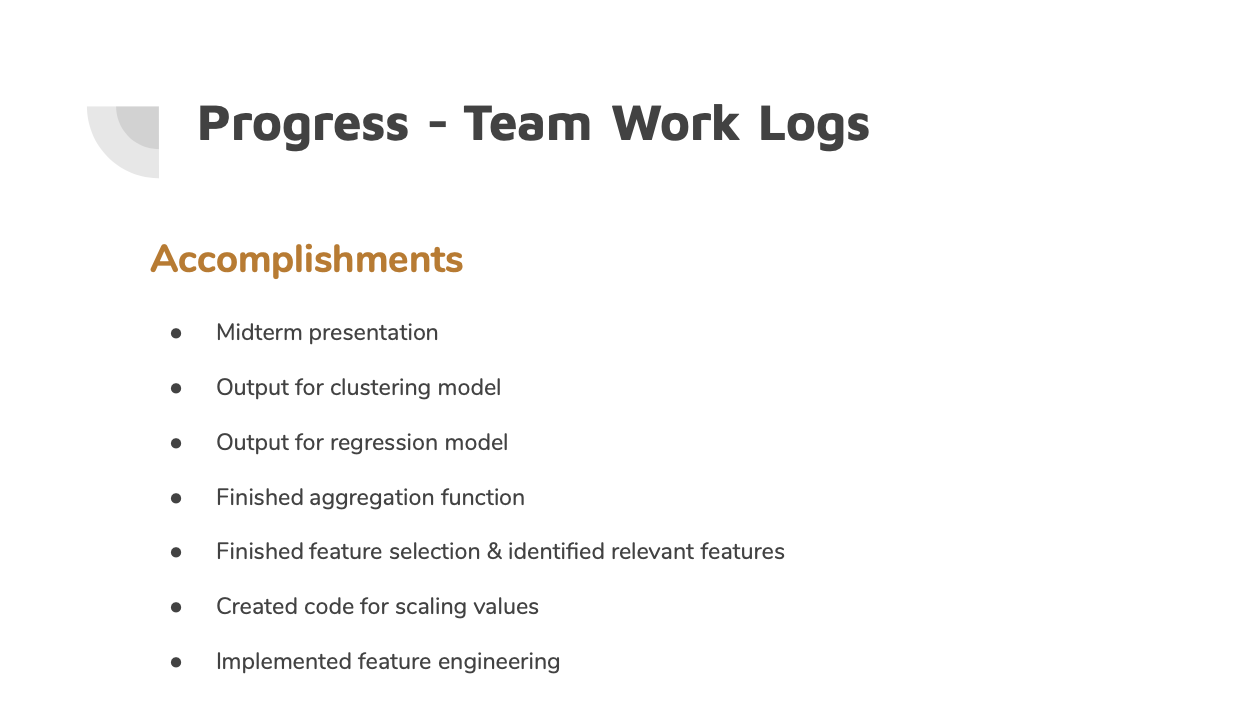 Progress - Team Work Logs
Accomplishments
● Midterm presentation
● Output for clustering model
● Output for regression model
● Finished aggregation function
● Finished feature selection & identified relevant features
● Created code for scaling values
● Implemented feature engineering